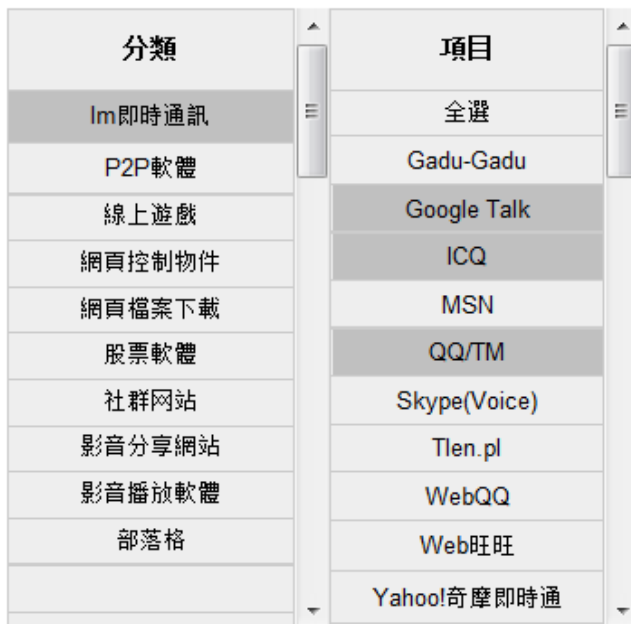 分類
Im即時通訊
P2P軟體
線上遊戲
網頁控制物件
網頁檔案下載
股票軟體
社群网站
影音分享網站
影音播放軟體
部落格
項目
全選
Gadu-Gadu
Google Talk
ICQ
MSN
QQ/TM
Skype(Voice)
Tlen.pl
WebQQ
Web旺旺
Yahoo!奇摩即時通